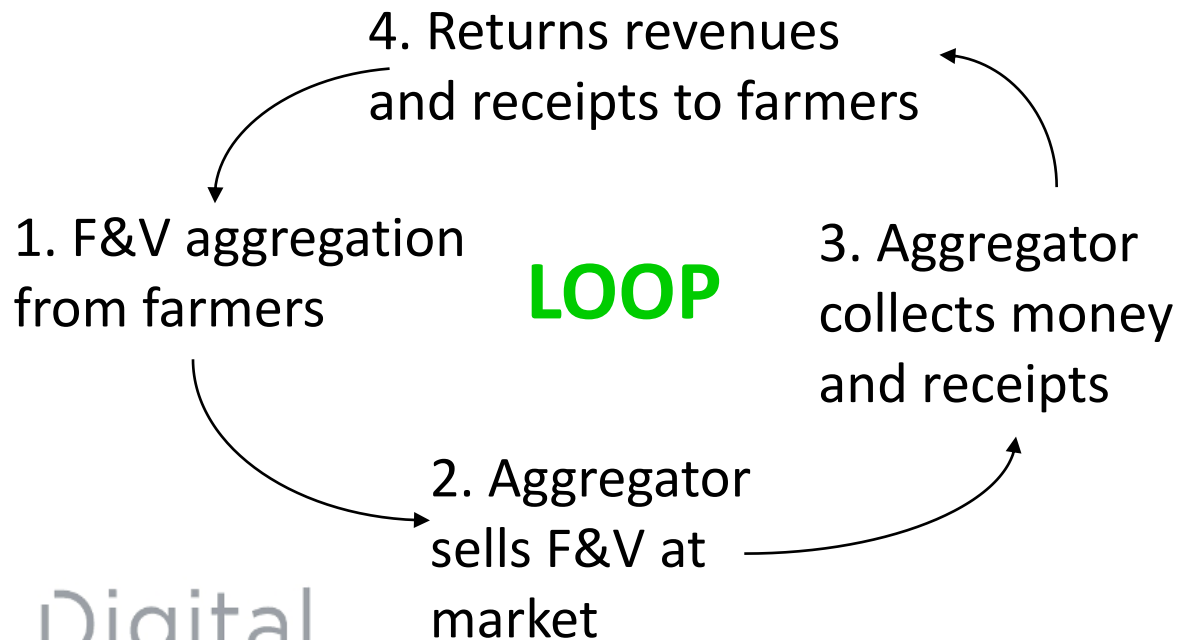 4. Returns revenues
and receipts to farmers
1. F&V aggregation
from farmers
LOOP
3. Aggregator
collects money
and receipts
2. Aggregator
sells F&V at
market
Digital